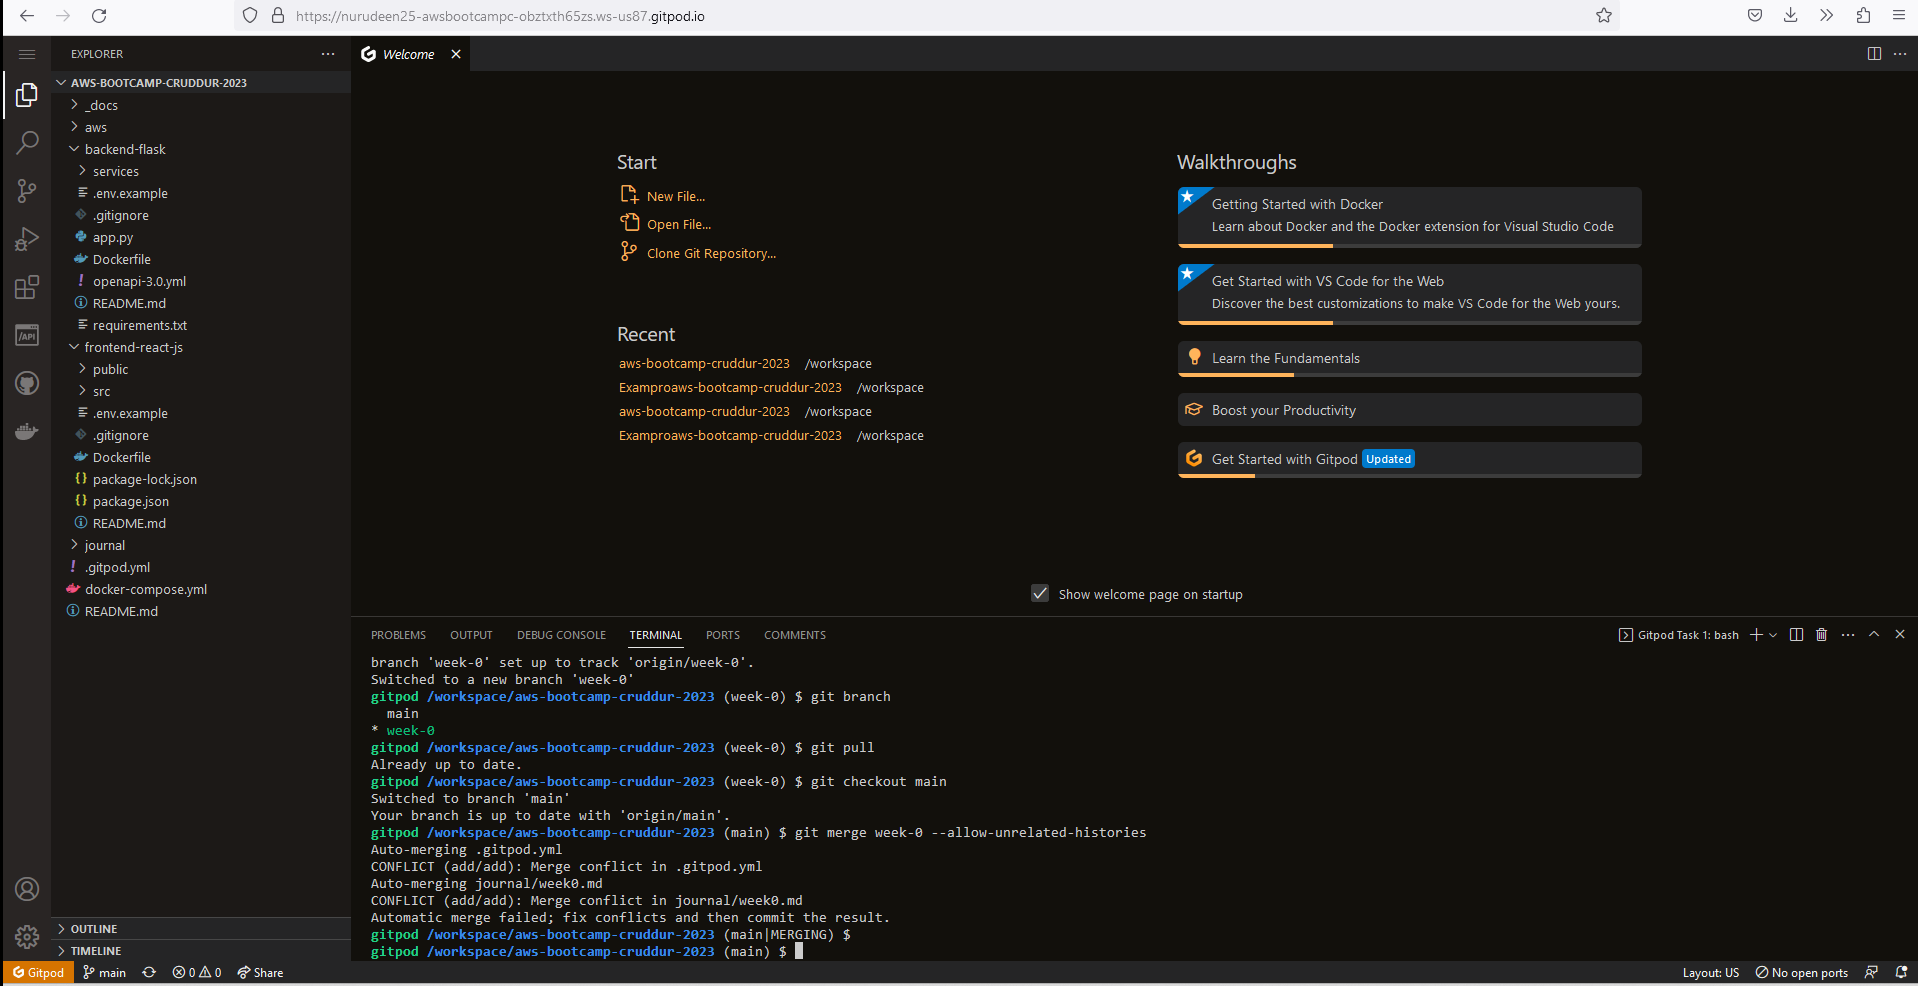 https://nurudeen25-awsbootcampc-obztxth65zs.ws-us87.gitpod.io
EXPLORER
Welcome
AWS-BOOTCAMP-CRUDDUR-2023
_docs
aws
backend-flask
services
.env.example
.gitignore
app.py
Dockerfile
openapi-3.0.yml
README.md
requirements.txt
frontend-react-js
public
src
.env.example
.gitignore
Dockerfile
package-lock.json
package.json
README.md
journal
.gitpod.yml
docker-compose.yml
README.md
OUTLINE
TIMELINE
Start
New File...
Open File...
Clone Git Repository...
Recent
aws-bootcamp-cruddur-2023 /workspace
Examproaws-bootcamp-cruddur-2023 /workspace
aws-bootcamp-cruddur-2023 /workspace
Examproaws-bootcamp-cruddur-2023 /workspace
Walkthroughs
Getting Started with Docker
Learn about Docker and the Docker extension for Visual Studio Code
Get Started with VS Code for the Web
Discover the best customizations to make VS Code for the Web yours.
Learn the Fundamentals
Boost your Productivity
Get Started with Gitpod Updated
Show welcome page on startup
PROBLEMS OUTPUT DEBUG CONSOLE TERMINAL PORTS COMMENTS
Gitpod Task 1: bash
branch 'week-0' set up to track 'origin/week-0'.
Switched to a new branch 'week-0'
gitpod /workspace/aws-bootcamp-cruddur-2023 (week-0) $ git branch
main
* week-0
gitpod /workspace/aws-bootcamp-cruddur-2023 (week-0) $ git pull
Already up to date.
gitpod /workspace/aws-bootcamp-cruddur-2023 (week-0) $ git checkout main
Switched to branch 'main'
Your branch is up to date with 'origin/main'.
gitpod /workspace/aws-bootcamp-cruddur-2023 (main) $ git merge week-0 --allow-unrelated-histories
Auto-merging .gitpod.yml
CONFLICT (add/add): Merge conflict in .gitpod.yml
Auto-merging journal/week0.md
CONFLICT (add/add): Merge conflict in journal/week0.md
Automatic merge failed; fix conflicts and then commit the result.
gitpod /workspace/aws-bootcamp-cruddur-2023 (main|MERGING) $
gitpod /workspace/aws-bootcamp-cruddur-2023 (main) $
Gitpod main 0 0 Share
Layout: US No open ports